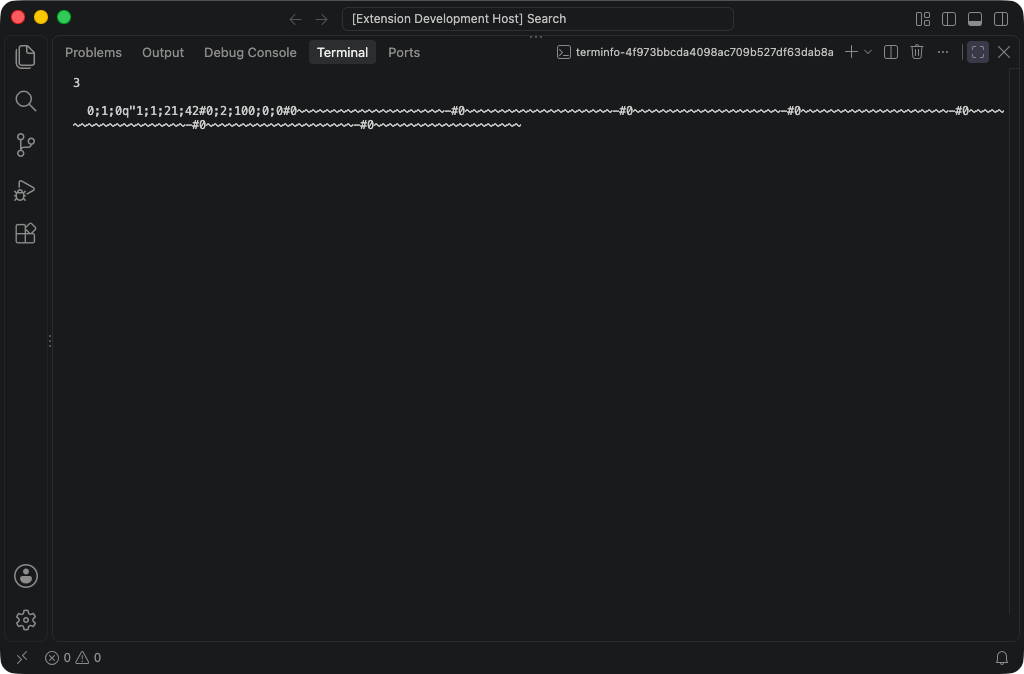 [Extension Development Host] Search
Problems Output Debug Console Terminal Ports
terminfo-4f973bbcda4098ac709b527df63dab8a
3
0;1;0q"1;1;21;42#0;2;100;0;0#0~~~~~~~~~~~~~~~~~~~~~-#0~~~~~~~~~~~~~~~~~~~~~-#0~~~~~~~~~~~~~~~~~~~~~-#0~~~~~~~~~~~~~~~~~~~~~-#0~~~~~
~~~~~~~~~~~~~~~~-#0~~~~~~~~~~~~~~~~~~~~~-#0~~~~~~~~~~~~~~~~~~~~~
0 0